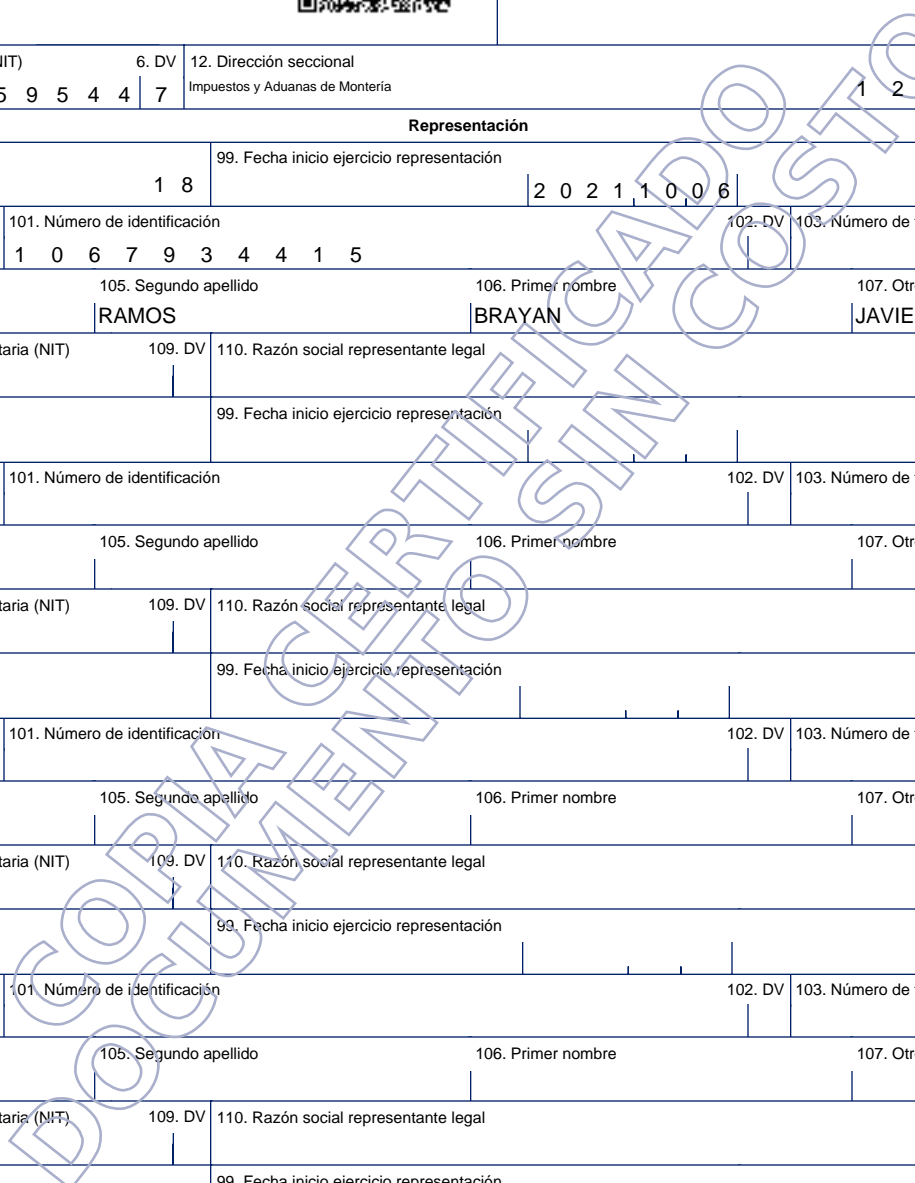 NIT) 6. DV 12. Dirección seccional
5 9 5 4 4 7 Impuestos y Aduanas de Montería 1 2
Representación
99. Fecha inicio ejercicio representación
1 8 2 0 2 1 1 0 0 6
101. Número de identificación 102. DV 103. Número de
1 0 6 7 9 3 4 4 1 5
105. Segundo apellido 106. Primer nombre 107. Otr
RAMOS BRAYAN JAVIE
taria (NIT) 109. DV 110. Razón social representante legal
99. Fecha inicio ejercicio representación
101. Número de identificación 102. DV 103. Número de
105. Segundo apellido 106. Primer nombre 107. Otr
taria (NIT) 109. DV 110. Razón social representante legal
99. Fecha inicio ejercicio representación
101. Número de identificación 102. DV 103. Número de
105. Segundo apellido 106. Primer nombre 107. Otr
taria (NIT) 109. DV 110. Razón social representante legal
99. Fecha inicio ejercicio representación
101. Número de identificación 102. DV 103. Número de
105. Segundo apellido 106. Primer nombre 107. Otr
taria (NIT) 109. DV 110. Razón social representante legal
99. Fecha inicio ejercicio representación
COPIA CERTIFICADO
DOCUMENTO SIN COSTO